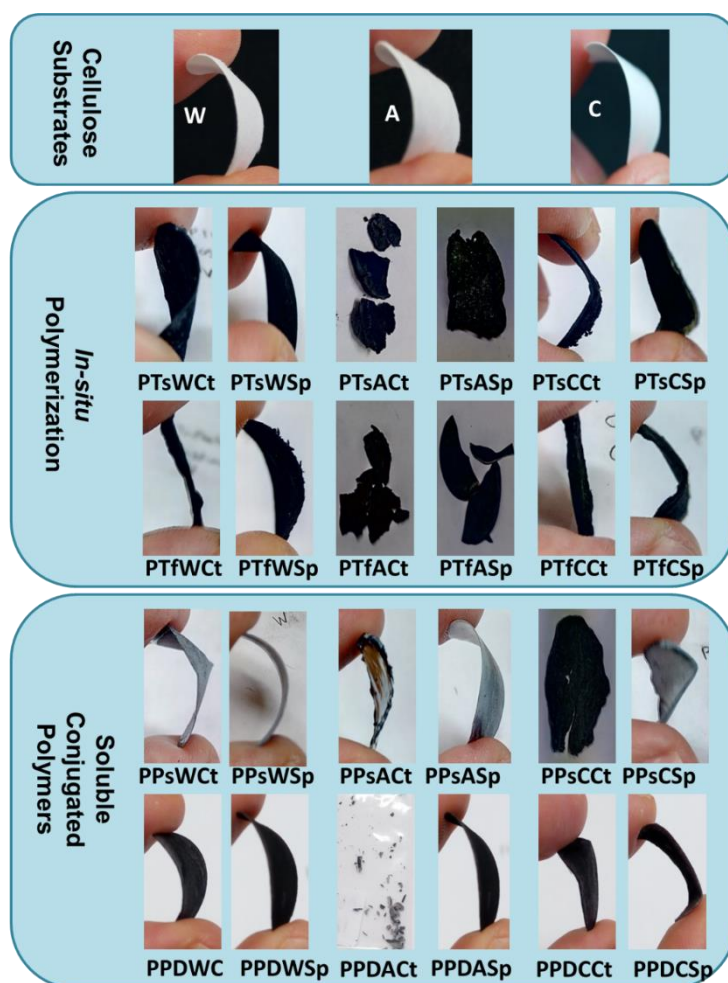 Cellulose
Substrates
W
A
C
In-situ
Polymerization
PTsWCt PTsWSp PTsACt PTsASp PTsCCt PTsCSp
PTfWCt PTfWSp PTfACt PTfASp PTfCCt PTfCSp
Soluble
Conjugated
Polymers
W
PPsWCt PPsWSp PPsACt PPsASp PPsCCt PPsCSp
PPDWC PPDWSp PPDACt PPDASp PPDCCt PPDCSp